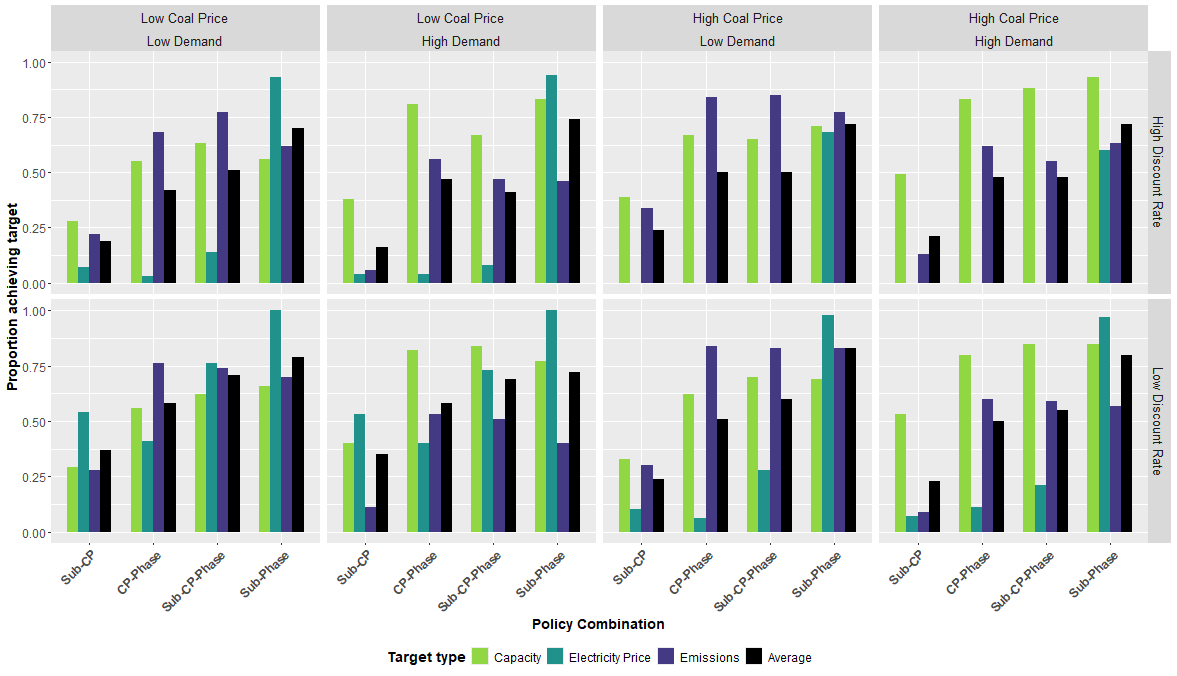 Low Coal Price
Low Demand
Low Coal Price
High Demand
High Coal Price
Low Demand
High Coal Price
High Demand
Proportion achieving target
1.00
0.75
0.50
0.25
0.00
High Discount Rate
1.00
0.75
0.50
0.25
0.00
Low Discount Rate
Sub-CP
CP-Phase
Sub-CP-Phase
Sub-Phase
Sub-CP
CP-Phase
Sub-CP-Phase
Sub-Phase
Sub-CP
CP-Phase
Sub-CP-Phase
Sub-Phase
Sub-CP
CP-Phase
Sub-CP-Phase
Sub-Phase
Policy Combination
Target type Capacity Electricity Price Emissions Average